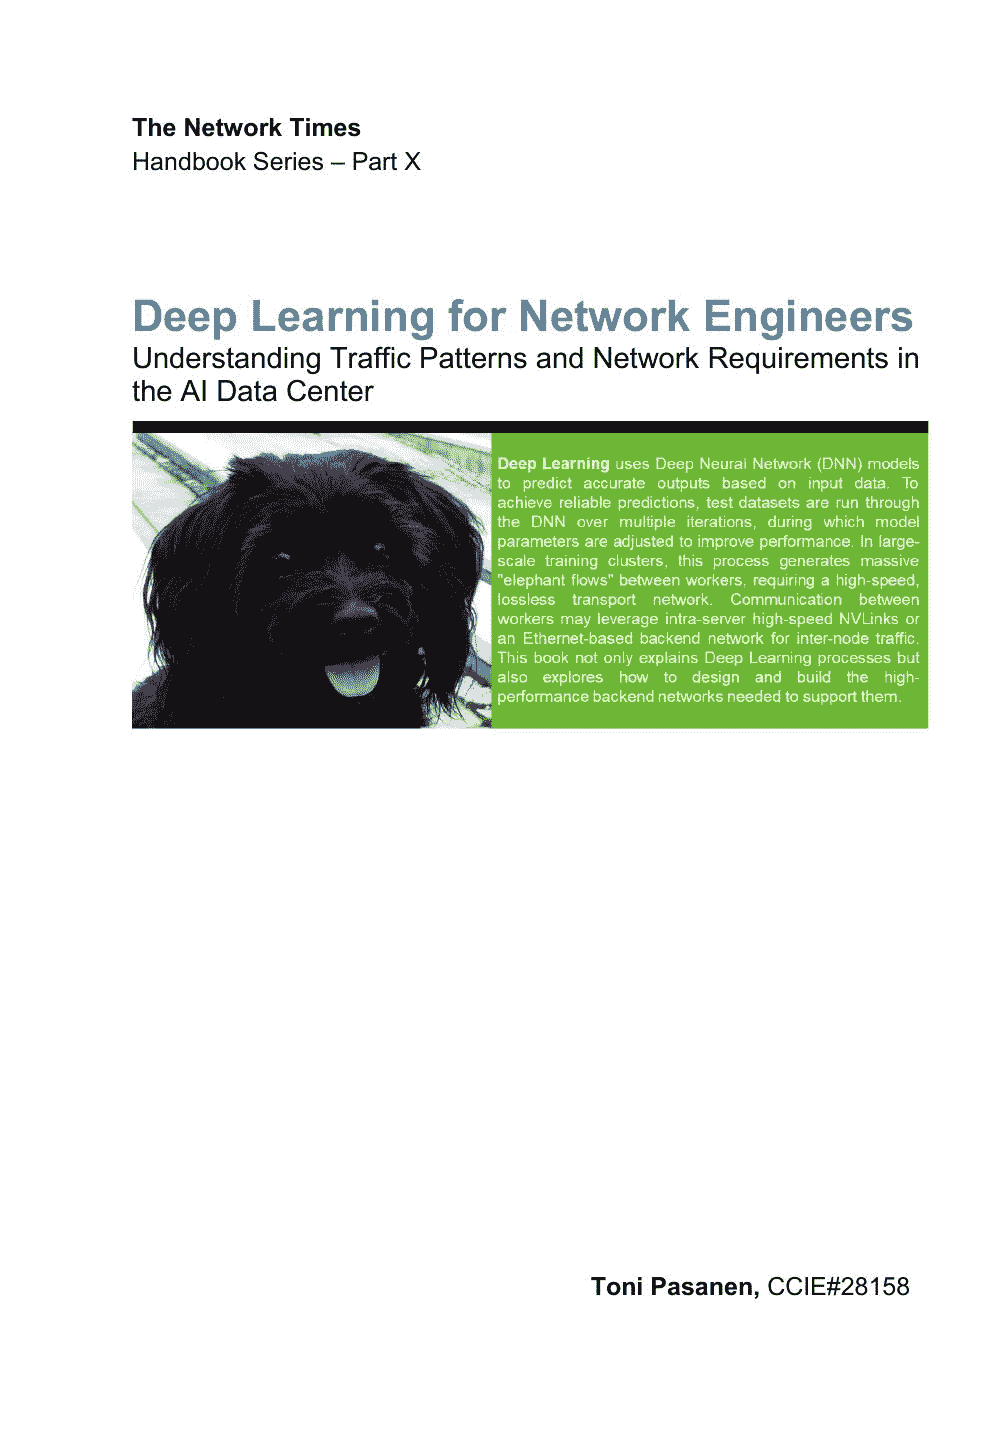 The Network Times
Handbook Series – Part X
Deep Learning for Network Engineers
Understanding Traffic Patterns and Network Requirements in
the AI Data Center
Deep Learning uses Deep Neural Network (DNN) models
to predict accurate outputs based on input data. To
achieve reliable predictions, test datasets are run through
the DNN over multiple iterations, during which model
parameters are adjusted to improve performance. In large-
scale training clusters, this process generates massive
"elephant flows" between workers, requiring a high-speed,
lossless transport network. Communication between
workers may leverage intra-server high-speed NVLinks or
an Ethernet-based backend network for inter-node traffic.
This book not only explains Deep Learning processes but
also explores how to design and build the high-
performance backend networks needed to support them.
Toni Pasanen, CCIE#28158